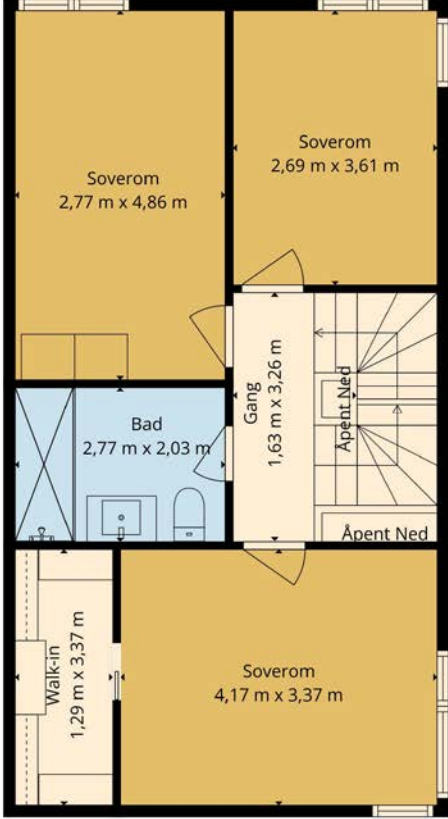 Soverom
2,77 m x 4,86 m
Soverom
2,69 m x 3,61 m
Gang
1,63 m x 3,26 m
Åpent Ned
Bad
2,77 m x 2,03 m
Åpent Ned
Walk-in
1,29 m x 3,37 m
Soverom
4,17 m x 3,37 m